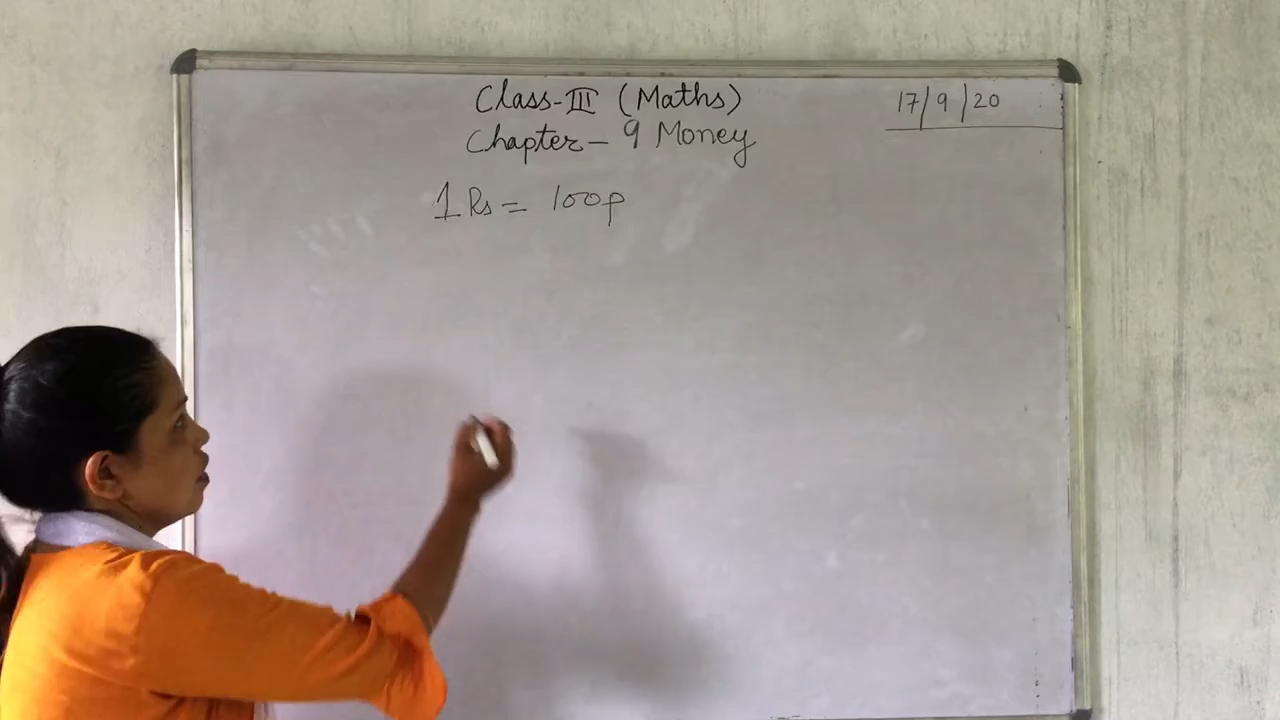 Class-III (Maths)
17/9/20
Chapter- 9 Money
1 Rs = 100p